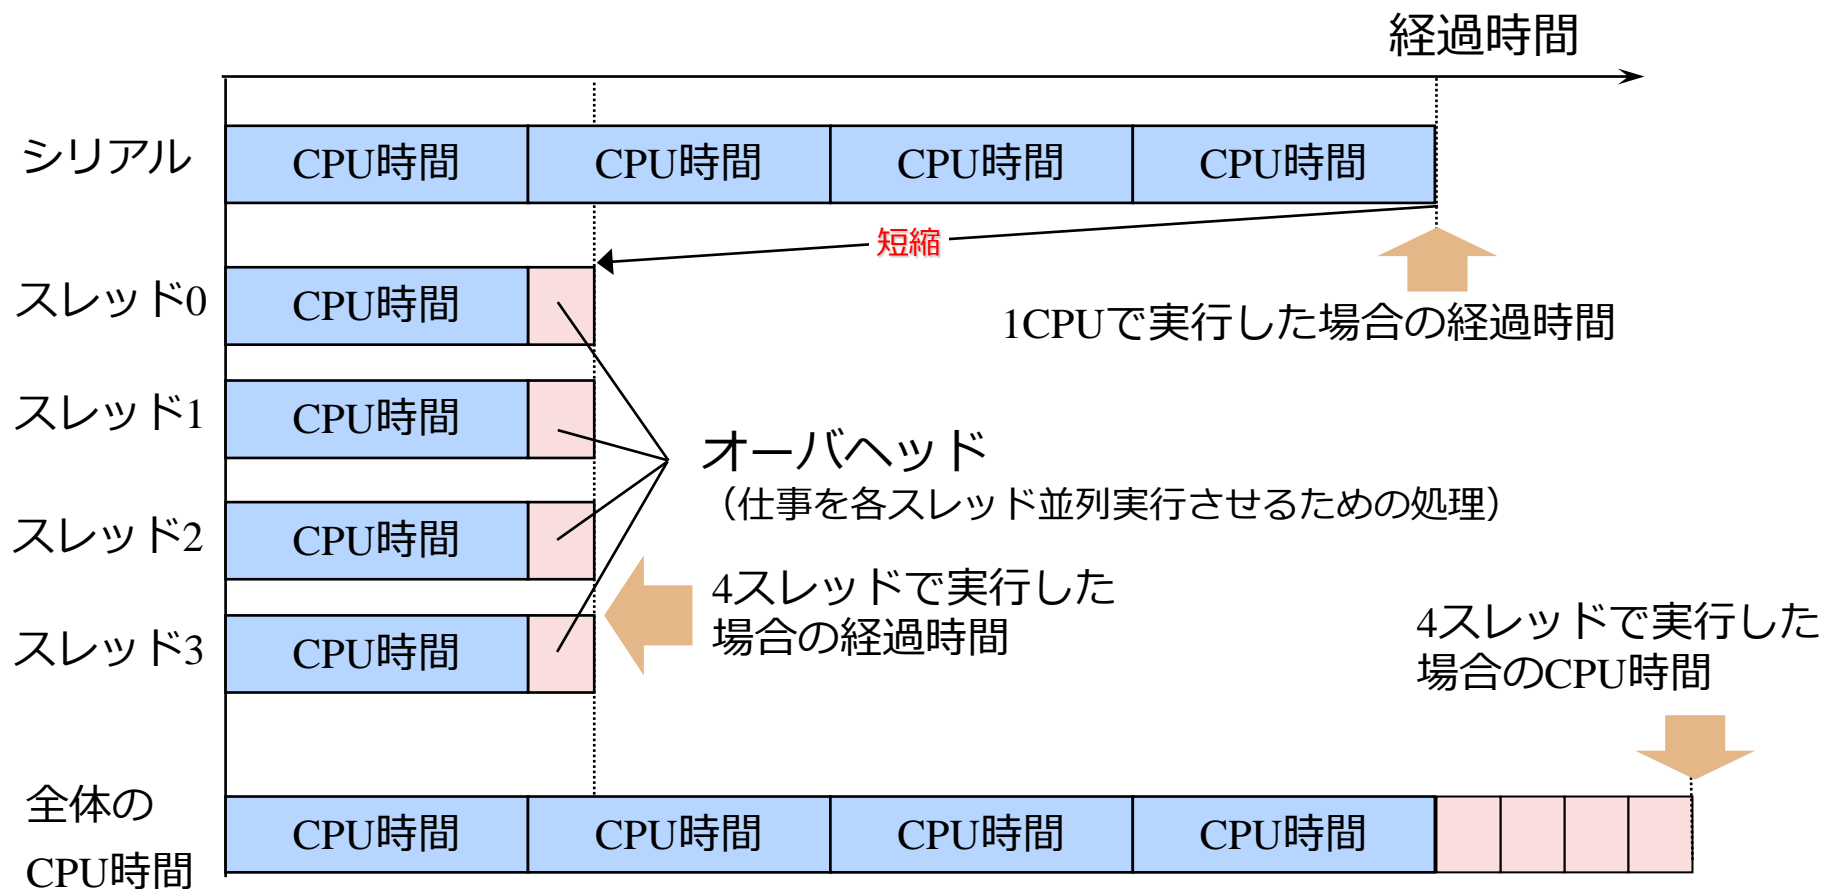 経過時間
シリアル
CPU時間 CPU時間 CPU時間 CPU時間
短縮
スレッド0
CPU時間
1CPUで実行した場合の経過時間
スレッド1
CPU時間
オーバヘッド
（仕事を各スレッド並列実行させるための処理）
スレッド2
CPU時間
4スレッドで実行した
場合の経過時間
スレッド3
CPU時間
4スレッドで実行した
場合のCPU時間
全体の
CPU時間
CPU時間 CPU時間 CPU時間 CPU時間